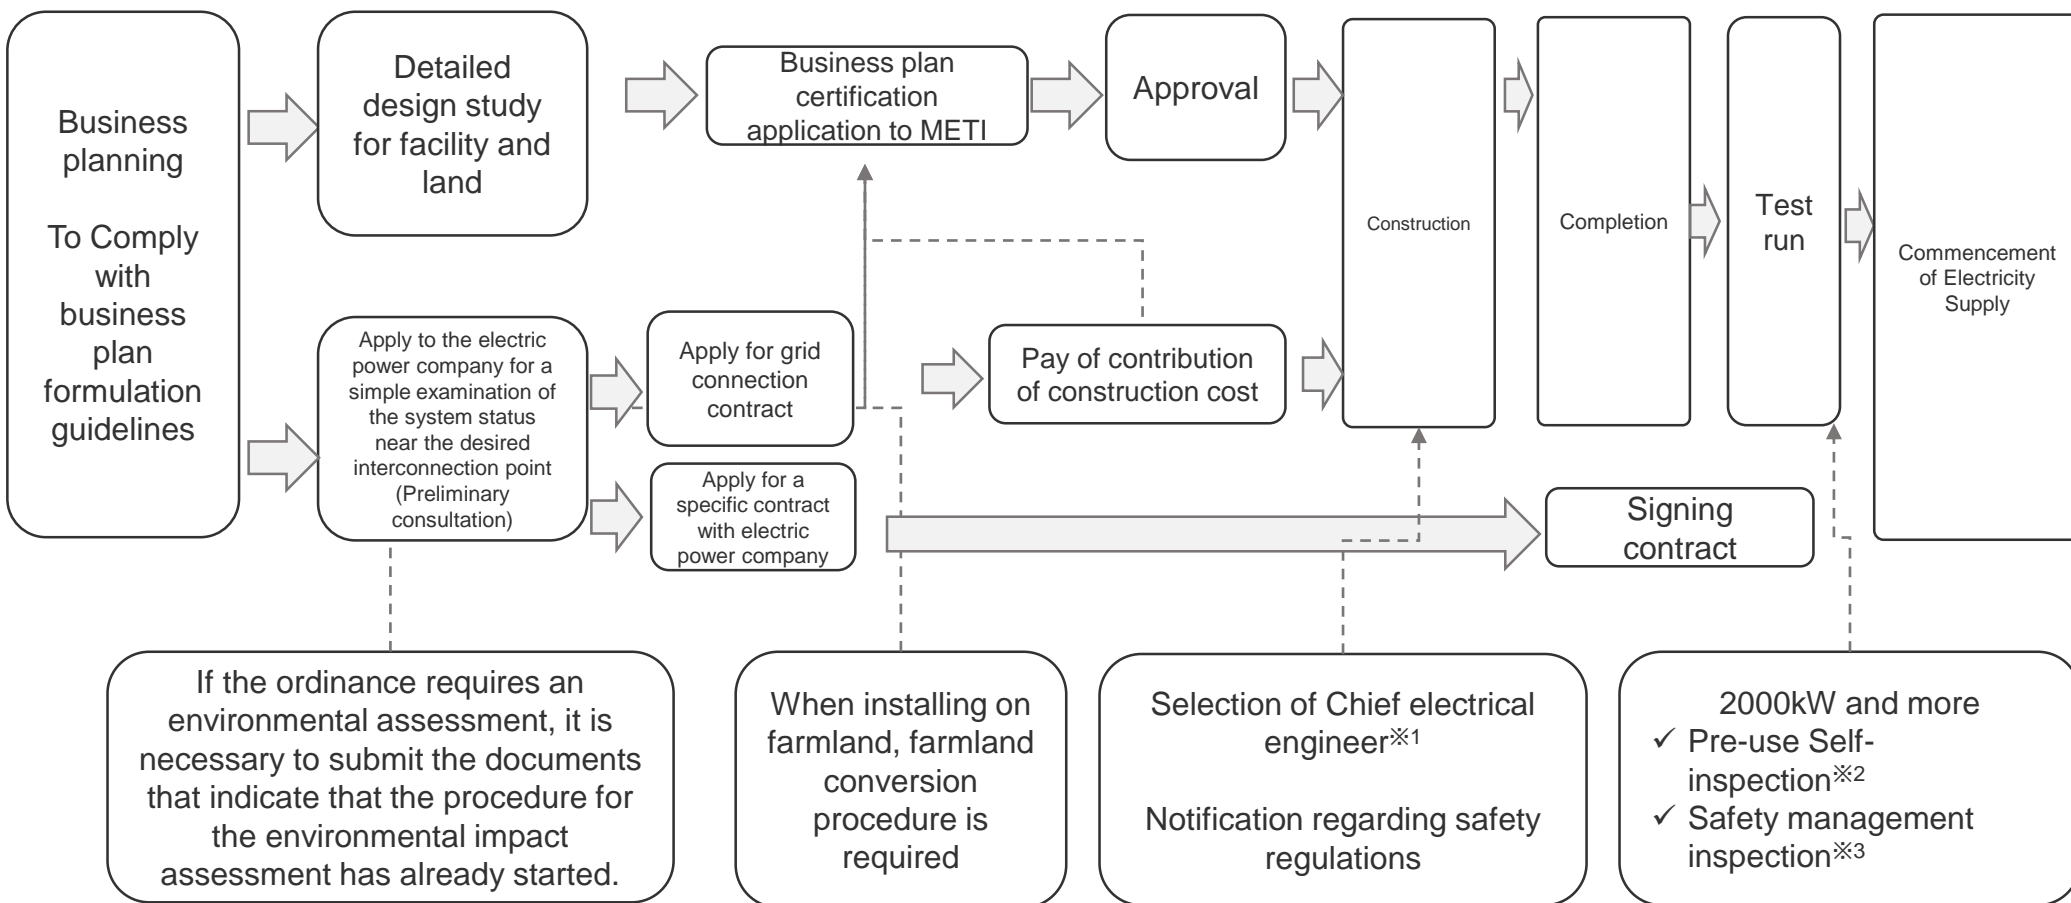 Business
planning
To Comply
with
business
plan
formulation
guidelines
Detailed
design study
for facility and
land
Business plan
certification
application to METI
Approval
Construction
Completion
Test
run
Commencement
of Electricity
Supply
Apply to the electric
power company for a
simple examination of
the system status
near the desired
interconnection point
(Preliminary
consultation)
Apply for grid
connection
contract
Pay of contribution
of construction cost
Apply for a
specific contract
with electric
power company
Signing
contract
If the ordinance requires an
environmental assessment, it is
necessary to submit the documents
that indicate that the procedure for
the environmental impact
assessment has already started.
When installing on
farmland, farmland
conversion
procedure is
required
Selection of Chief electrical
engineer※1
Notification regarding safety
regulations
2000kW and more
✓ Pre-use Self-
inspection※2
✓ Safety management
inspection※3